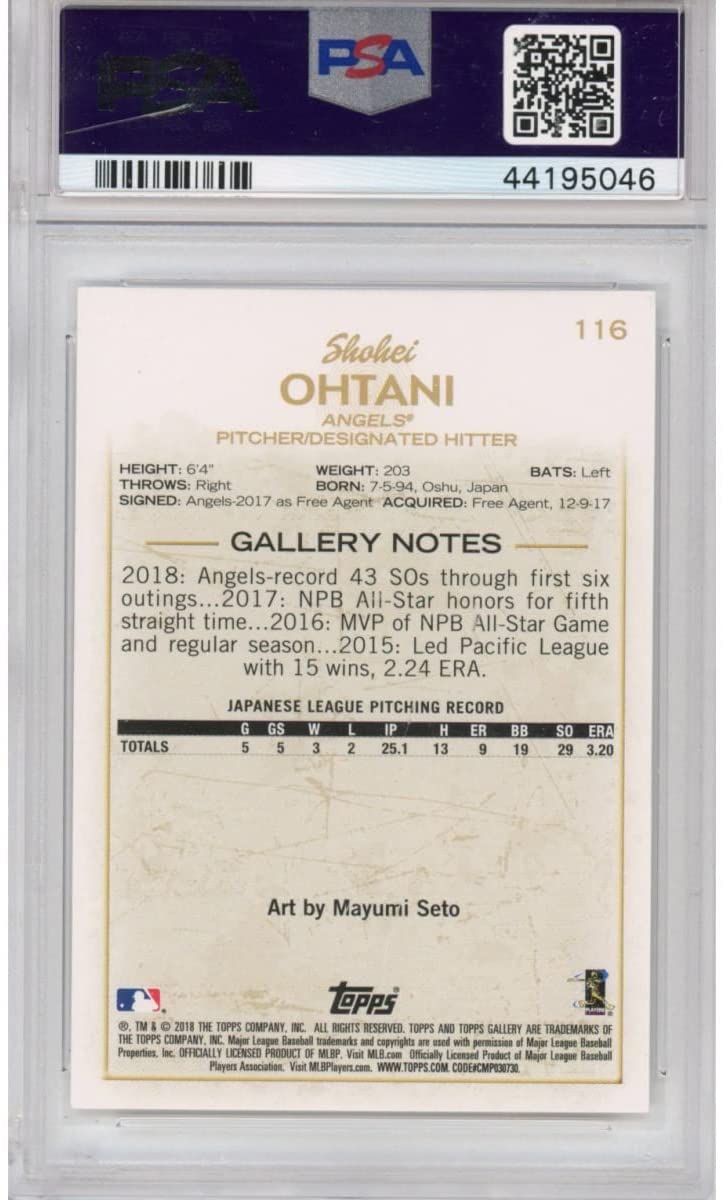 PSA
PSA
44195046
116
Shohei
OHTANI
ANGELS®
PITCHER/DESIGNATED HITTER
HEIGHT: 6'4" WEIGHT: 203 BATS: Left
THROWS: Right BORN: 7-5-94, Oshu, Japan
SIGNED: Angels-2017 as Free Agent ACQUIRED: Free Agent, 12-9-17
GALLERY NOTES
2018: Angels-record 43 SOs through first six
outings...2017: NPB All-Star honors for fifth
straight time...2016: MVP of NPB All-Star Game
and regular season...2015: Led Pacific League
with 15 wins, 2.24 ERA.
JAPANESE LEAGUE PITCHING RECORD
G GS W L IP H ER BB SO ERA
TOTALS 5 5 3 2 25.1 13 9 19 29 3.20
Art by Mayumi Seto
Topps®
®, TM & © 2018 THE TOPPS COMPANY, INC. ALL RIGHTS RESERVED. TOPPS AND TOPPS GALLERY ARE TRADEMARKS OF
THE TOPPS COMPANY, INC. Major League Baseball trademarks and copyrights are used with permission of Major League Baseball
Properties, Inc. OFFICIALLY LICENSED PRODUCT OF MLBP. Visit MLB.com Officially Licensed Product of Major League Baseball
Players Association. Visit MLBPlayers.com. WWW.TOPPS.COM. CODE#CMP030730.